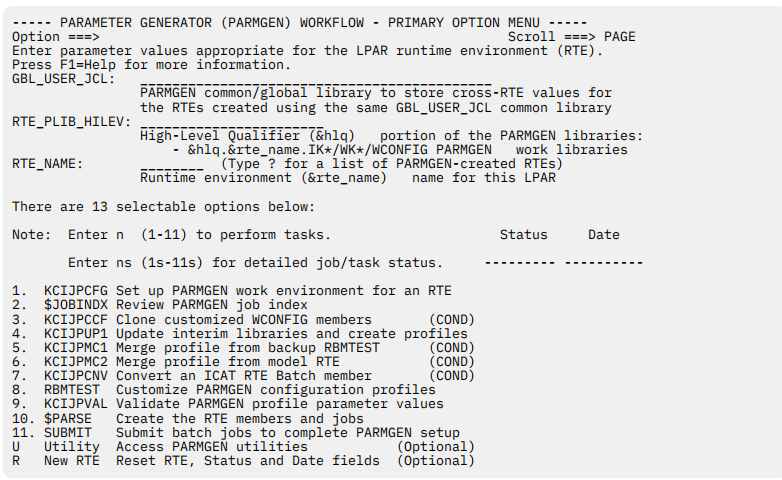 ----- PARAMETER GENERATOR (PARMGEN) WORKFLOW - PRIMARY OPTION MENU -----
Option ===> Scroll ===> PAGE
Enter parameter values appropriate for the LPAR runtime environment (RTE).
Press F1=Help for more information.
GBL_USER_JCL: ____________________________________________
PARMGEN common/global library to store cross-RTE values for
the RTEs created using the same GBL_USER_JCL common library
RTE_PLIB_HILEV: __________________________
High-Level Qualifier (&hlq) portion of the PARMGEN libraries:
- &hlq.&rte_name.IK*/WK*/WCONFIG PARMGEN work libraries
RTE_NAME: ________ (Type ? for a list of PARMGEN-created RTEs)
Runtime environment (&rte_name) name for this LPAR
There are 13 selectable options below:
Note: Enter n (1-11) to perform tasks. Status Date
Enter ns (1s-11s) for detailed job/task status. --------- ----------
1. KCIJPCFG Set up PARMGEN work environment for an RTE
2. $JOBINDX Review PARMGEN job index
3. KCIJPCCF Clone customized WCONFIG members (COND)
4. KCIJPUP1 Update interim libraries and create profiles
5. KCIJPMC1 Merge profile from backup RBMTEST (COND)
6. KCIJPMC2 Merge profile from model RTE (COND)
7. KCIJPCNV Convert an ICAT RTE Batch member (COND)
8. RBMTEST Customize PARMGEN configuration profiles
9. KCIJPVAL Validate PARMGEN profile parameter values
10. $PARSE Create the RTE members and jobs
11. SUBMIT Submit batch jobs to complete PARMGEN setup
U Utility Access PARMGEN utilities (Optional)
R New RTE Reset RTE, Status and Date fields (Optional)